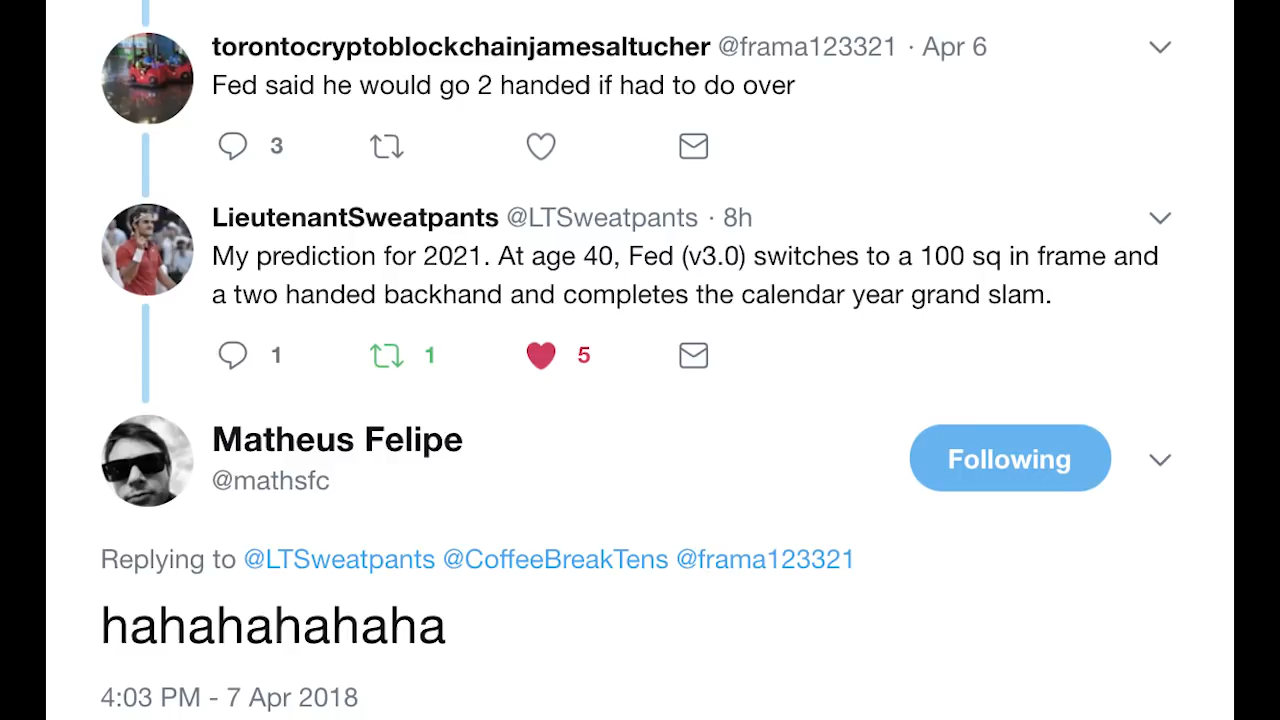 torontocryptoblockchainjamesaltucher @frama123321 · Apr 6
Fed said he would go 2 handed if had to do over
3
LieutenantSweatpants @LTSweatpants · 8h
My prediction for 2021. At age 40, Fed (v3.0) switches to a 100 sq in frame and
a two handed backhand and completes the calendar year grand slam.
1 1 5
Matheus Felipe
@mathsfc
Following
Replying to @LTSweatpants @CoffeeBreakTens @frama123321
hahahahahaha
4:03 PM - 7 Apr 2018